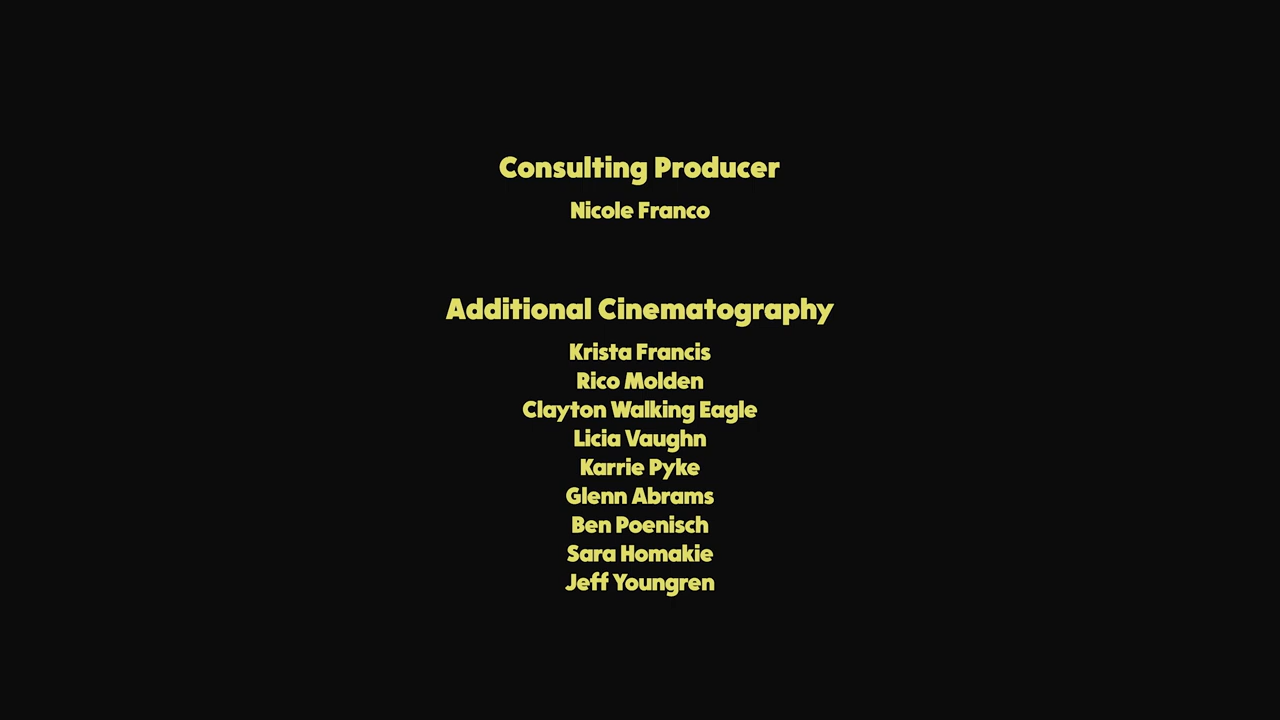 Consulting Producer
Nicole Franco
Additional Cinematography
Krista Francis
Rico Molden
Clayton Walking Eagle
Licia Vaughn
Karrie Pyke
Glenn Abrams
Ben Poenisch
Sara Homakie
Jeff Youngren